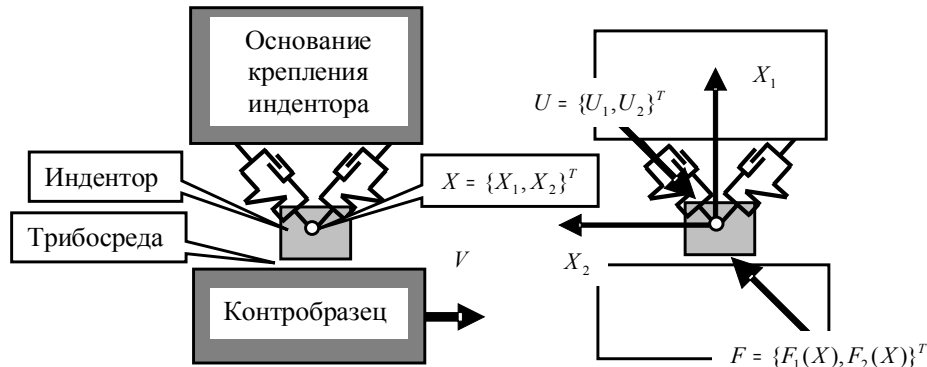 Основание
крепления
индентора
Индентор
Трибосреда
X = {X₁, X₂}ᵀ
V
Контробразец
X₁
U = {U₁, U₂}ᵀ
X₂
F = {F₁(X), F₂(X)}ᵀ